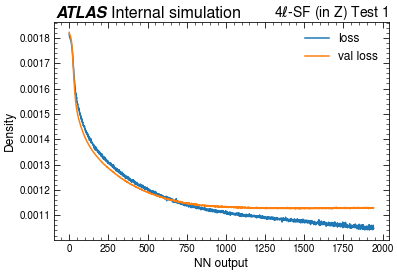 ATLAS Internal simulation 4ℓ-SF (in Z) Test 1
loss
val loss
Density
0.0018
0.0017
0.0016
0.0015
0.0014
0.0013
0.0012
0.0011
0 250 500 750 1000 1250 1500 1750 2000
NN output